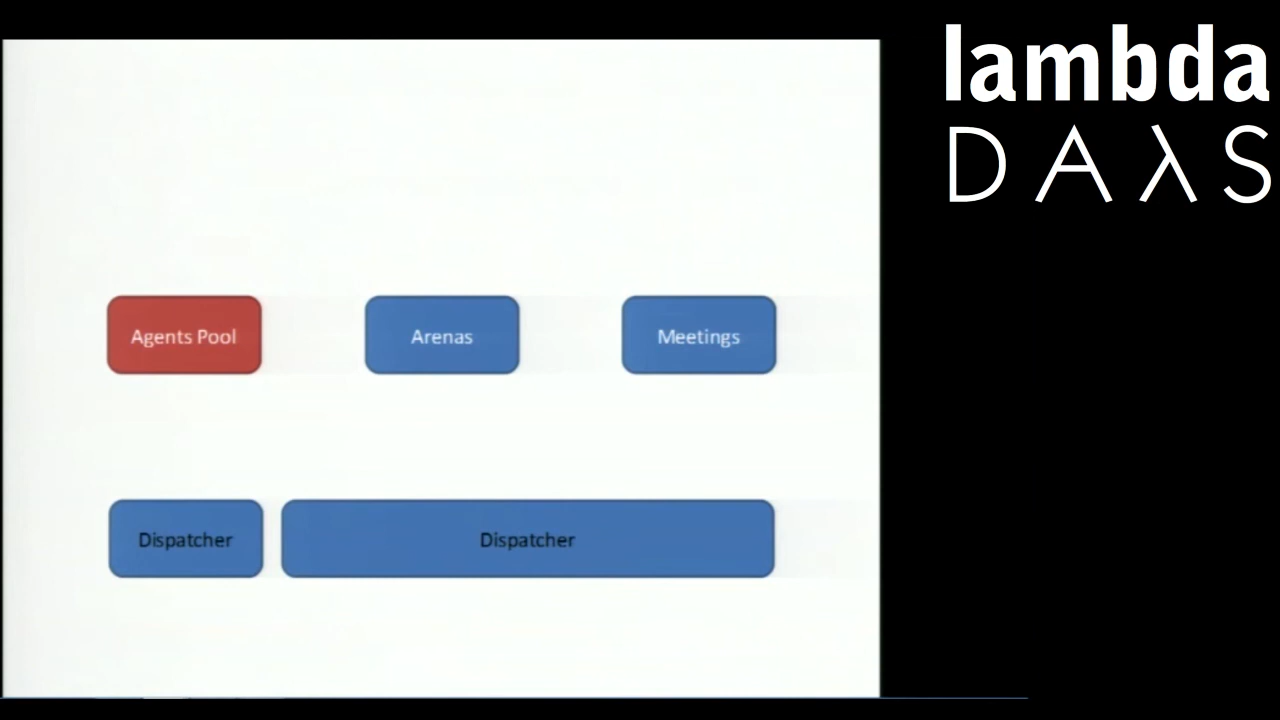 lambda
DAλS
Agents Pool
Arenas
Meetings
Dispatcher
Dispatcher